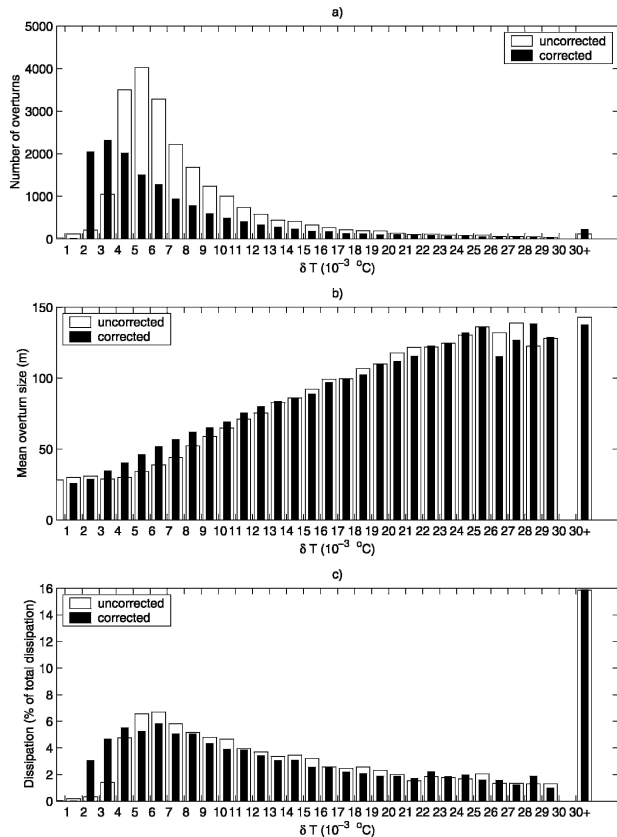 a)
5000
4000
3000
2000
1000
0
Number of overturns
uncorrected
corrected
1 2 3 4 5 6 7 8 9 10 11 12 13 14 15 16 17 18 19 20 21 22 23 24 25 26 27 28 29 30 30+
δ T (10⁻³ °C)
b)
150
100
50
0
Mean overturn size (m)
uncorrected
corrected
1 2 3 4 5 6 7 8 9 10 11 12 13 14 15 16 17 18 19 20 21 22 23 24 25 26 27 28 29 30 30+
δ T (10⁻³ °C)
c)
16
14
12
10
8
6
4
2
0
Dissipation (% of total dissipation)
uncorrected
corrected
1 2 3 4 5 6 7 8 9 10 11 12 13 14 15 16 17 18 19 20 21 22 23 24 25 26 27 28 29 30 30+
δ T (10⁻³ °C)